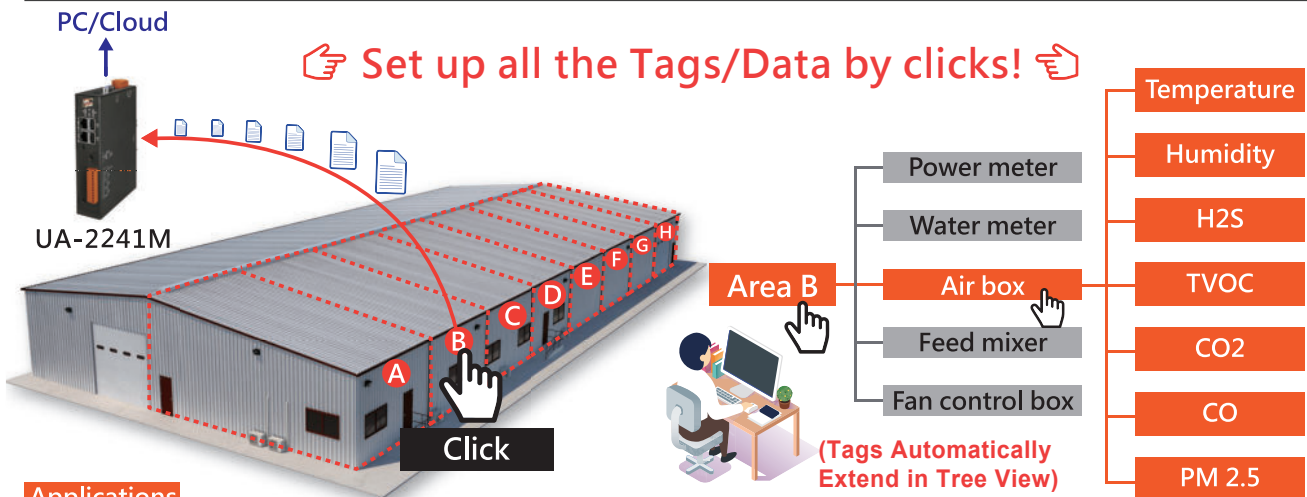 PC/Cloud
Set up all the Tags/Data by clicks!
UA-2241M
A
B
C
D
E
F
G
H
Click
Area B
Power meter
Water meter
Air box
Feed mixer
Fan control box
Temperature
Humidity
H2S
TVOC
CO2
CO
PM 2.5
(Tags Automatically
Extend in Tree View)
Applications